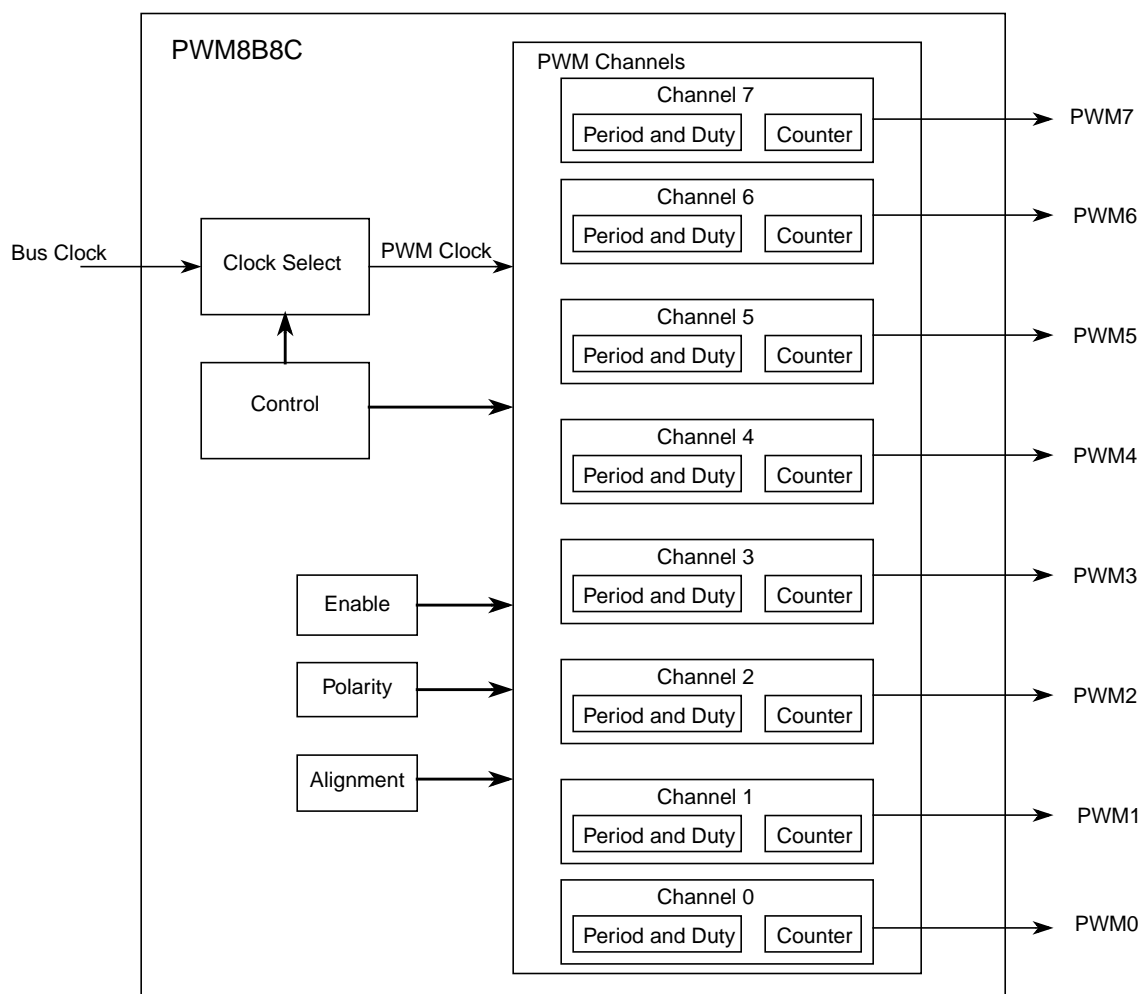 PWM8B8C
PWM Channels
Channel 7
Period and Duty
Counter
PWM7
Channel 6
Period and Duty
Counter
PWM6
Bus Clock
Clock Select
PWM Clock
Channel 5
Period and Duty
Counter
PWM5
Control
Channel 4
Period and Duty
Counter
PWM4
Channel 3
Period and Duty
Counter
PWM3
Enable
Polarity
Channel 2
Period and Duty
Counter
PWM2
Alignment
Channel 1
Period and Duty
Counter
PWM1
Channel 0
Period and Duty
Counter
PWM0